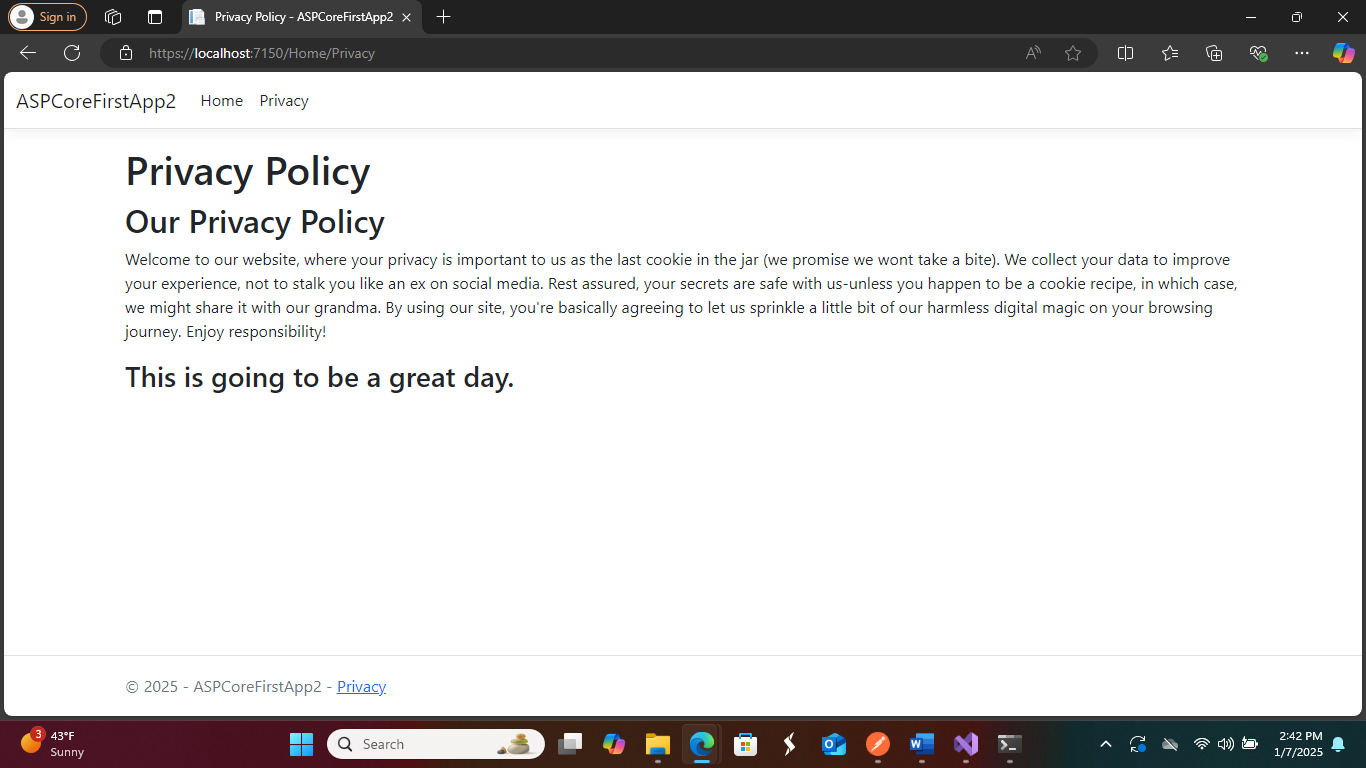 Sign in
Privacy Policy - ASPCoreFirstApp2
https://localhost:7150/Home/Privacy
ASPCoreFirstApp2 Home Privacy
Privacy Policy
Our Privacy Policy
Welcome to our website, where your privacy is important to us as the last cookie in the jar (we promise we wont take a bite). We collect your data to improve
your experience, not to stalk you like an ex on social media. Rest assured, your secrets are safe with us-unless you happen to be a cookie recipe, in which case,
we might share it with our grandma. By using our site, you're basically agreeing to let us sprinkle a little bit of our harmless digital magic on your browsing
journey. Enjoy responsibility!
This is going to be a great day.
© 2025 - ASPCoreFirstApp2 - Privacy
3
43°F
Sunny
Search
2:42 PM
1/7/2025